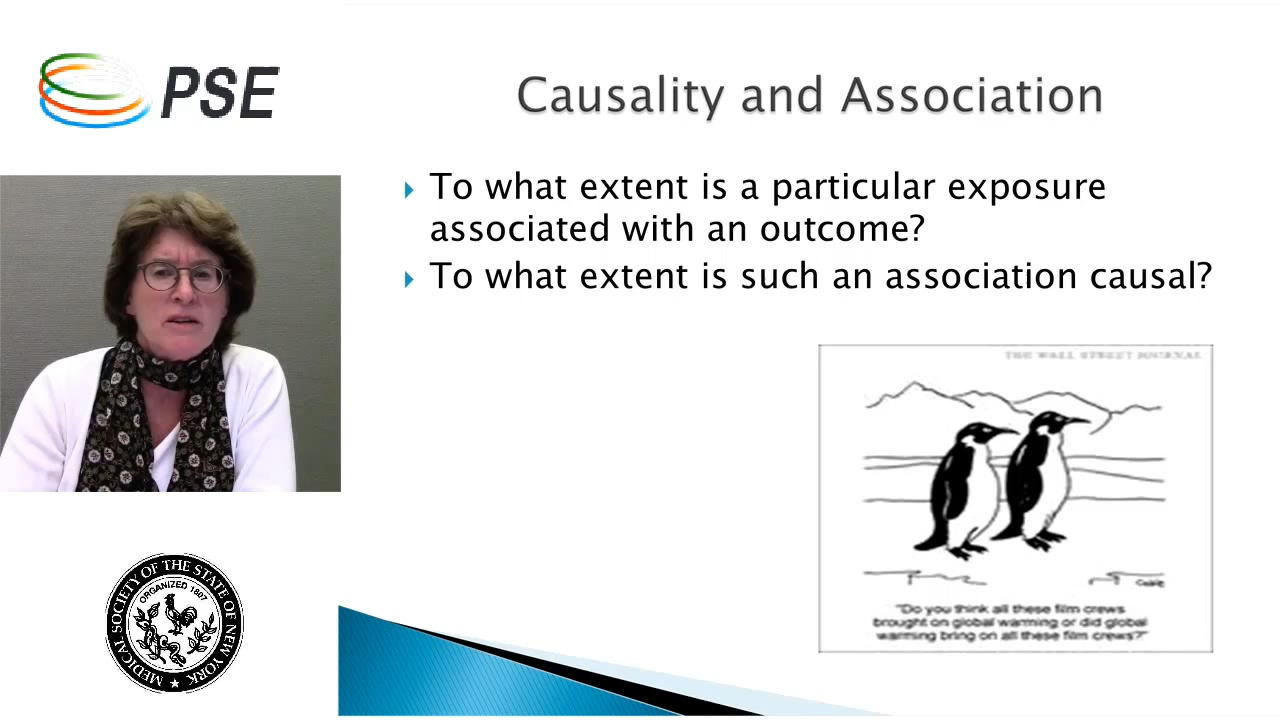 PSE
Causality and Association
To what extent is a particular exposure
associated with an outcome?
To what extent is such an association causal?
THE WALL STREET JOURNAL
"Do you think all these film crews
brought on global warming or did global
warming bring on all these film crews?"
MEDICAL SOCIETY OF THE STATE OF NEW YORK
ORGANIZED 1807